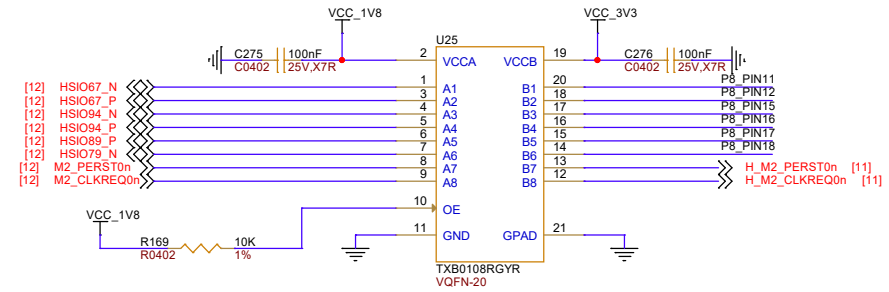 VCC_1V8 VCC_3V3
U25
C275 100nF 2 VCCA VCCB 19 C276 100nF
C0402 25V,X7R C0402 25V,X7R
[12] HSIO67_N 1 A1 B1 20 P8_PIN11
[12] HSIO67_P 3 A2 B2 18 P8_PIN12
[12] HSIO94_N 4 A3 B3 17 P8_PIN15
[12] HSIO94_P 5 A4 B4 16 P8_PIN16
[12] HSIO89_P 6 A5 B5 15 P8_PIN17
[12] HSIO79_N 7 A6 B6 14 P8_PIN18
[12] M2_PERST0n 8 A7 B7 13 H_M2_PERST0n [11]
[12] M2_CLKREQ0n 9 A8 B8 12 H_M2_CLKREQ0n [11]
VCC_1V8 10 OE
R169 10K 11 GND GPAD 21
R0402 1%
TXB0108RGYR
VQFN-20